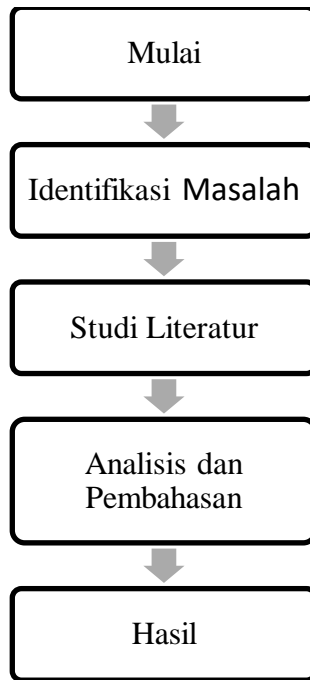 Mulai
Identifikasi Masalah
Studi Literatur
Analisis dan
Pembahasan
Hasil